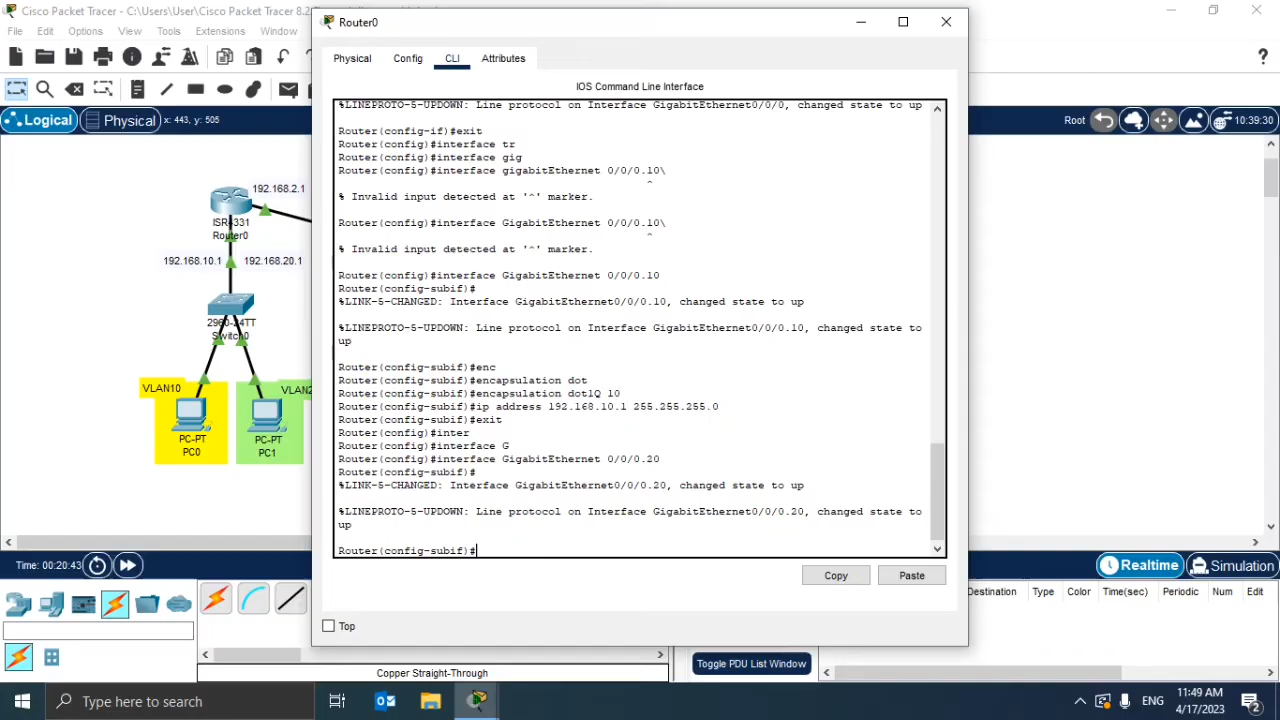 Cisco Packet Tracer - C:\Users\User\Cisco Packet Tracer 8.2
File Edit Options View Tools Extensions Window
Logical Physical x: 443, y: 505
Root 10:39:30
192.168.2.1
ISR4331
Router0
192.168.10.1 192.168.20.1
2960-24TT
Switch0
VLAN10
VLAN2
PC-PT
PC0
PC-PT
PC1
Router0
Physical Config CLI Attributes
IOS Command Line Interface
%LINEPROTO-5-UPDOWN: Line protocol on Interface GigabitEthernet0/0/0, changed state to up
Router(config-if)#exit
Router(config)#interface tr
Router(config)#interface gig
Router(config)#interface gigabitEthernet 0/0/0.10\
^
% Invalid input detected at '^' marker.
Router(config)#interface GigabitEthernet 0/0/0.10\
^
% Invalid input detected at '^' marker.
Router(config)#interface GigabitEthernet 0/0/0.10
Router(config-subif)#
%LINK-5-CHANGED: Interface GigabitEthernet0/0/0.10, changed state to up
%LINEPROTO-5-UPDOWN: Line protocol on Interface GigabitEthernet0/0/0.10, changed state to
up
Router(config-subif)#enc
Router(config-subif)#encapsulation dot
Router(config-subif)#encapsulation dot1Q 10
Router(config-subif)#ip address 192.168.10.1 255.255.255.0
Router(config-subif)#exit
Router(config)#inter
Router(config)#interface G
Router(config)#interface GigabitEthernet 0/0/0.20
Router(config-subif)#
%LINK-5-CHANGED: Interface GigabitEthernet0/0/0.20, changed state to up
%LINEPROTO-5-UPDOWN: Line protocol on Interface GigabitEthernet0/0/0.20, changed state to
up
Router(config-subif)#
Copy Paste
Top
Time: 00:20:43
Realtime Simulation
Destination Type Color Time(sec) Periodic Num Edit
Toggle PDU List Window
Copper Straight-Through
Type here to search
ENG
11:49 AM
4/17/2023
2